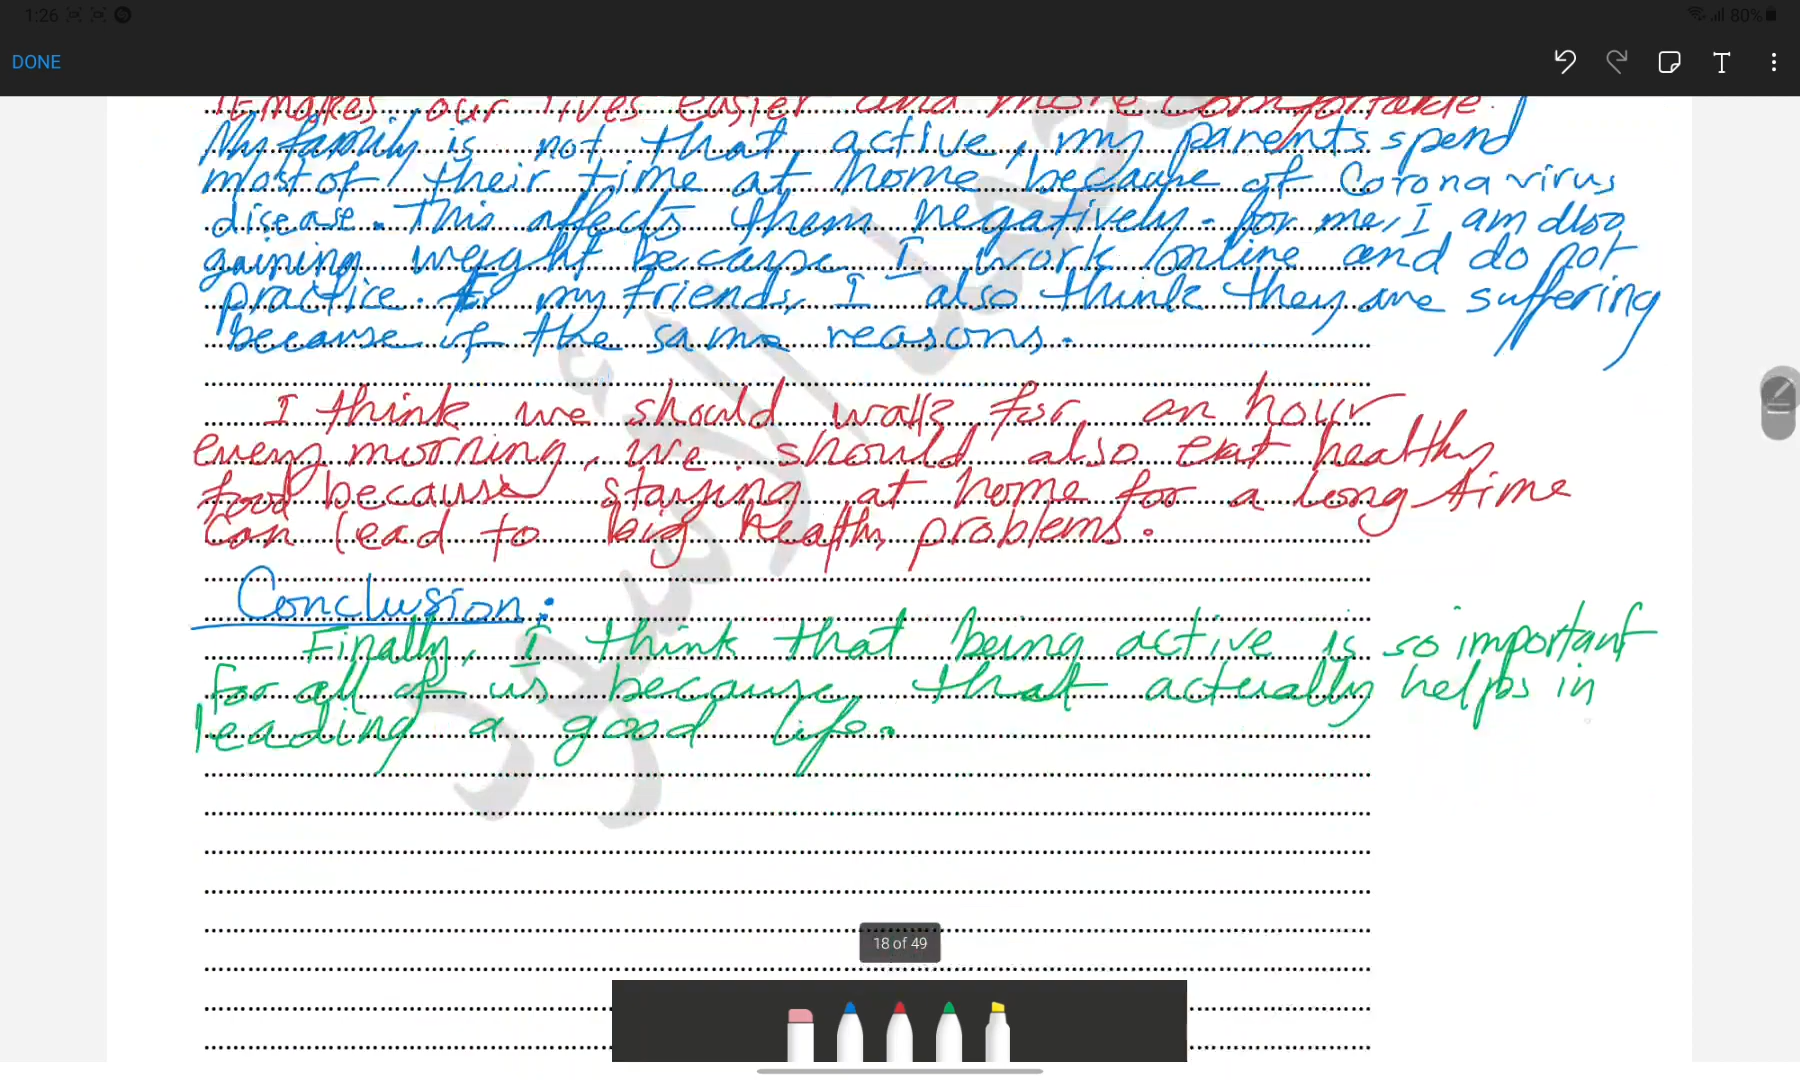 1:26
80%
DONE
It makes our lives easier and more comfortable.
My family is not that active, my parents spend
most of their time at home because of Coronavirus
disease. This affects them negatively. for me, I am also
gaining weight because I work online and do not
practice. For my friends, I also think they are suffering
because of the same reasons.
I think we should walk for an hour
every morning, we should also eat healthy
food because staying at home for a long time
can lead to big health problems.
Conclusion:
Finally, I think that being active is so important
for all of us because that actually helps in
leading a good life.
18 of 49